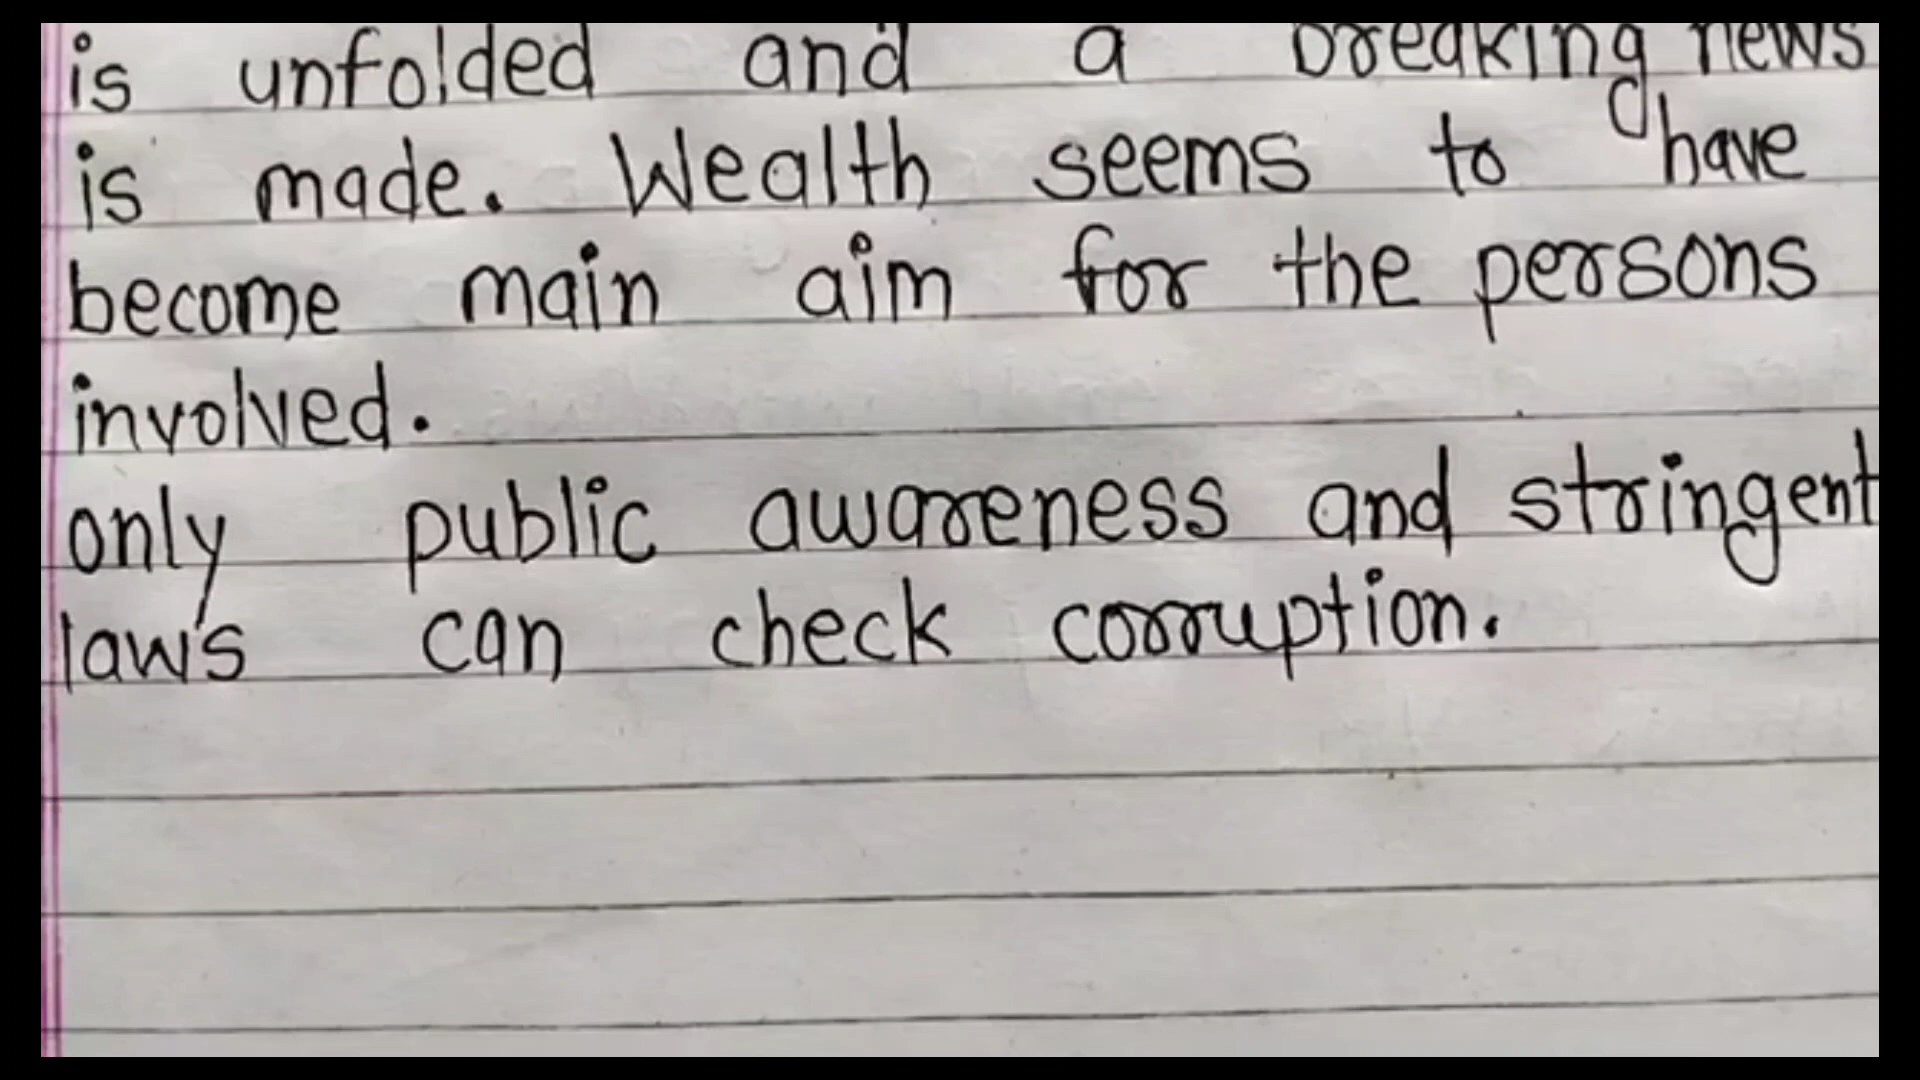 is unfolded and a breaking news
is made. Wealth seems to have
become main aim for the persons
involved.
only public awareness and stringent
laws can check corruption.